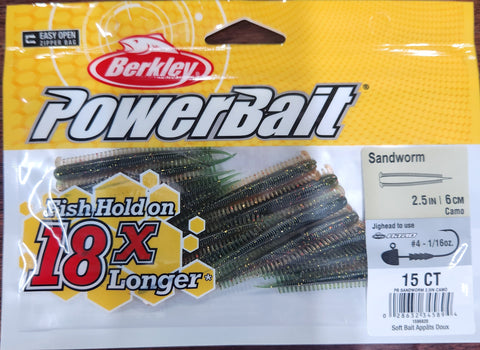 EASY OPEN
ZIPPER BAG
Berkley
PowerBait®
Sandworm
2.5 IN | 6 CM
Camo
Fish Hold on
18X
Longer*
Jighead to use
#4 - 1/16oz.
15 CT
PB SANDWORM 2.5IN CAMO
Soft Bait Appâts Doux